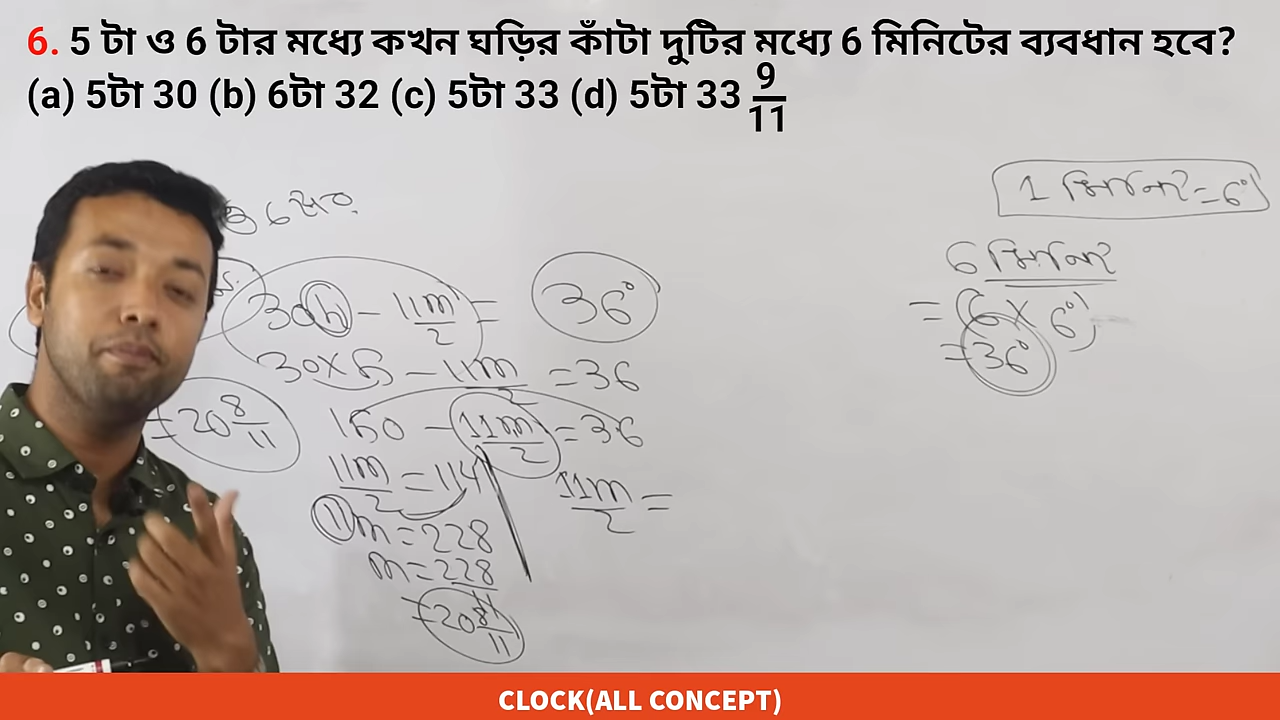 6. 5 টা ও 6 টার মধ্যে কখন ঘড়ির কাঁটা দুটির মধ্যে 6 মিনিটের ব্যবধান হবে?
(a) 5টা 30 (b) 6টা 32 (c) 5টা 33 (d) 5টা 33 9/11
1 মিনিট = 6°
ও 6 টার
6 মিনিট
30h - 11m/2 = 36°
= (6 × 6°)
= 36°
30×5 - 11m/2 = 36
= 20 8/11
150 - 11m/2 = 36
11m/2 = 114
11m/2 =
11m = 228
m = 228/11
= 20 8/11
CLOCK(ALL CONCEPT)